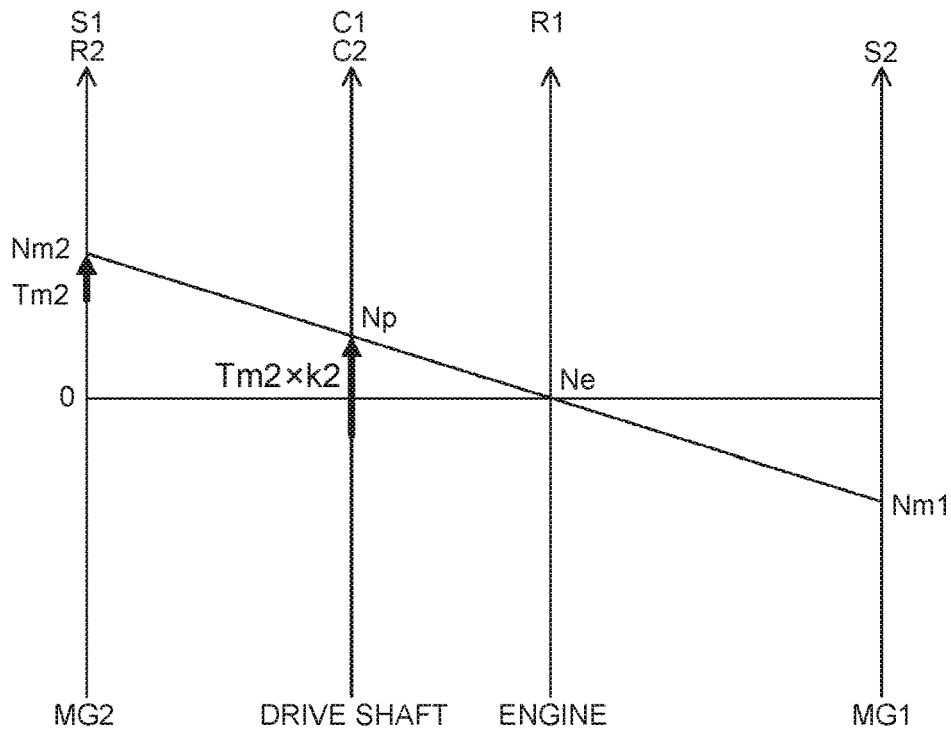 S1 C1 R1
R2 C2 S2
Nm2
Tm2
Np
Tm2×k2
Ne
0
Nm1
MG2 DRIVE SHAFT ENGINE MG1